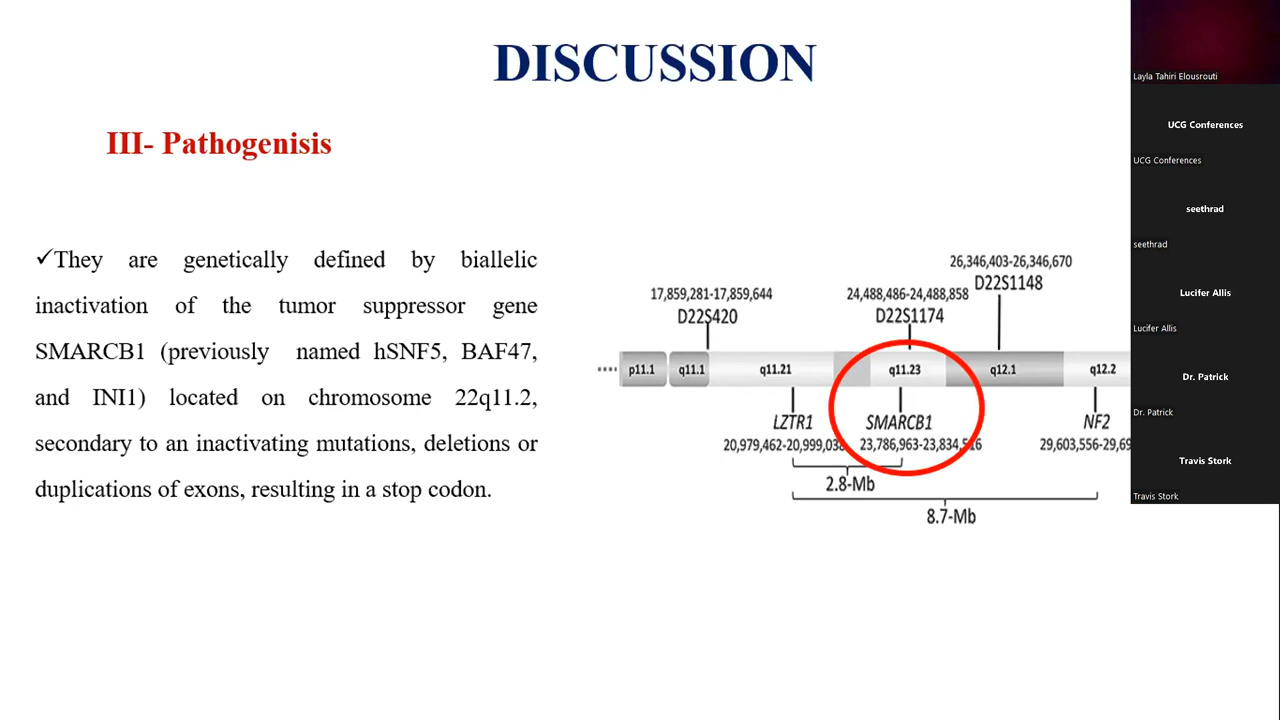 DISCUSSION
III- Pathogenisis
✓They are genetically defined by biallelic
inactivation of the tumor suppressor gene
SMARCB1 (previously named hSNF5, BAF47,
and INI1) located on chromosome 22q11.2,
secondary to an inactivating mutations, deletions or
duplications of exons, resulting in a stop codon.
26,346,403-26,346,670
D22S1148
17,859,281-17,859,644
D22S420
24,488,486-24,488,858
D22S1174
p11.1 q11.1 q11.21 q11.23 q12.1 q12.2
LZTR1 SMARCB1 NF2
20,979,462-20,999,03 23,786,963-23,834, 6 29,603,556-29,69
2.8-Mb
8.7-Mb
Layla Tahiri Elousrouti
UCG Conferences
UCG Conferences
seethrad
seethrad
Lucifer Allis
Lucifer Allis
Dr. Patrick
Dr. Patrick
Travis Stork
Travis Stork